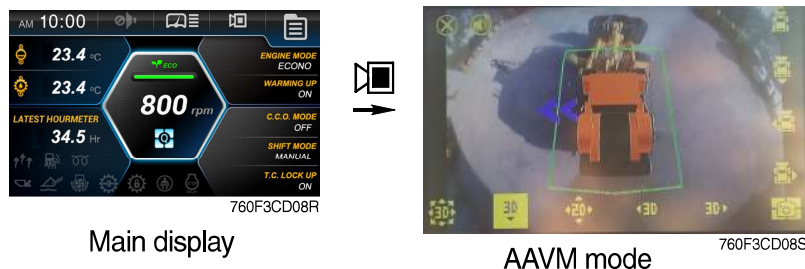 AM 10:00
23.4 ℃
ECO
ENGINE MODE
ECONO
23.4 ℃
WARMING UP
ON
800 rpm
LATEST HOURMETER
34.5 Hr
C.C.O. MODE
OFF
SHIFT MODE
MANUAL
T.C. LOCK UP
ON
760F3CD08R
Main display
3D
3D
2D
3D
3D
760F3CD08S
AAVM mode